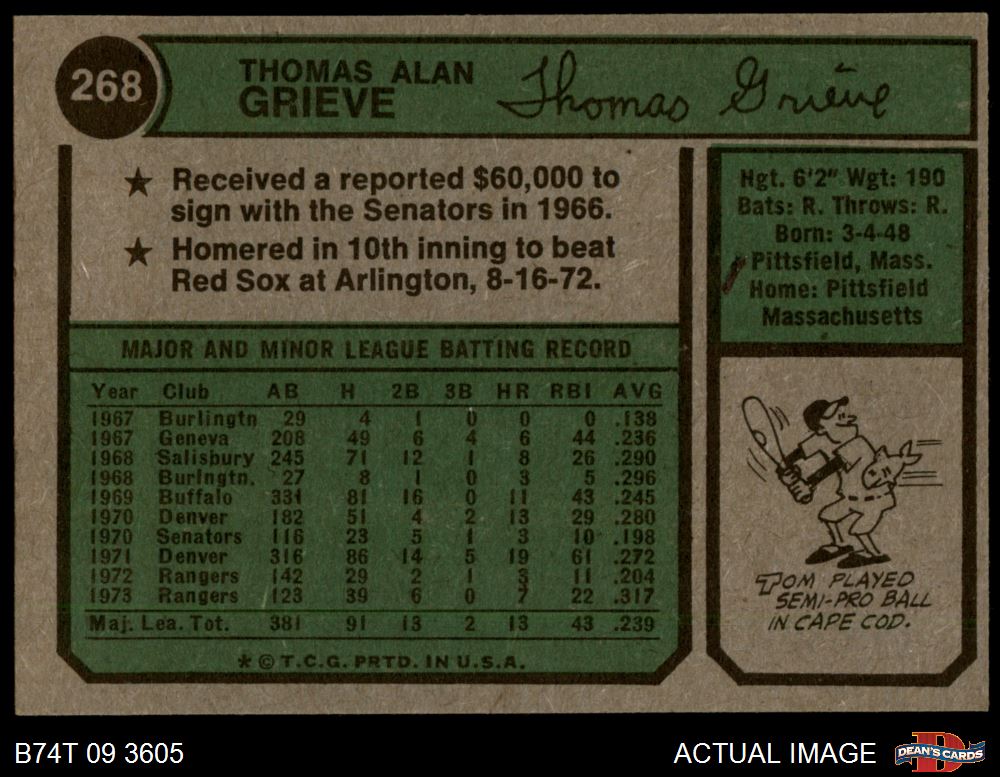 268
THOMAS ALAN
GRIEVE
Thomas Grieve
★ Received a reported $60,000 to
sign with the Senators in 1966.
★ Homered in 10th inning to beat
Red Sox at Arlington, 8-16-72.
Hgt. 6'2" Wgt: 190
Bats: R. Throws: R.
Born: 3-4-48
Pittsfield, Mass.
Home: Pittsfield
Massachusetts
MAJOR AND MINOR LEAGUE BATTING RECORD
Year Club AB H 2B 3B HR RBI AVG
1967 Burlingtn 29 4 1 0 0 0 .138
1967 Geneva 208 49 6 4 6 44 .236
1968 Salisbury 245 71 12 1 8 26 .290
1968 Burlngtn. 27 8 1 0 3 5 .296
1969 Buffalo 331 81 16 0 11 43 .245
1970 Denver 182 51 4 2 13 29 .280
1970 Senators 116 23 5 1 3 10 .198
1971 Denver 316 86 14 5 19 61 .272
1972 Rangers 142 29 2 1 3 11 .204
1973 Rangers 123 39 6 0 7 22 .317
Maj. Lea. Tot. 381 91 13 2 13 43 .239
* © T.C.G. PRTD. IN U.S.A.
TOM PLAYED
SEMI-PRO BALL
IN CAPE COD.
B74T 09 3605
ACTUAL IMAGE
D
DEAN'S CARDS